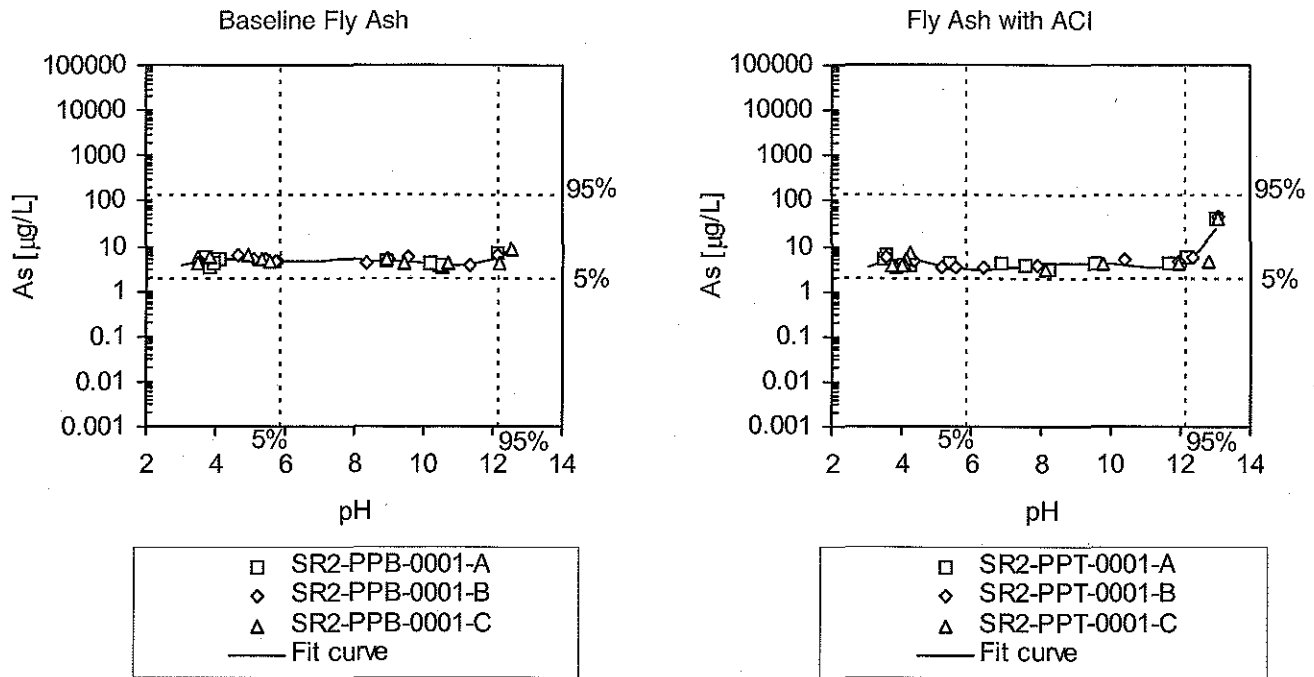 Baseline Fly Ash
100000
10000
1000
100
10
1
0.1
0.01
0.001
As [µg/L]
95%
5%
5%
95%
2 4 6 8 10 12 14
pH
SR2-PPB-0001-A
SR2-PPB-0001-B
SR2-PPB-0001-C
Fit curve
Fly Ash with ACI
100000
10000
1000
100
10
1
0.1
0.01
0.001
As [µg/L]
95%
5%
5%
95%
2 4 6 8 10 12 14
pH
SR2-PPT-0001-A
SR2-PPT-0001-B
SR2-PPT-0001-C
Fit curve